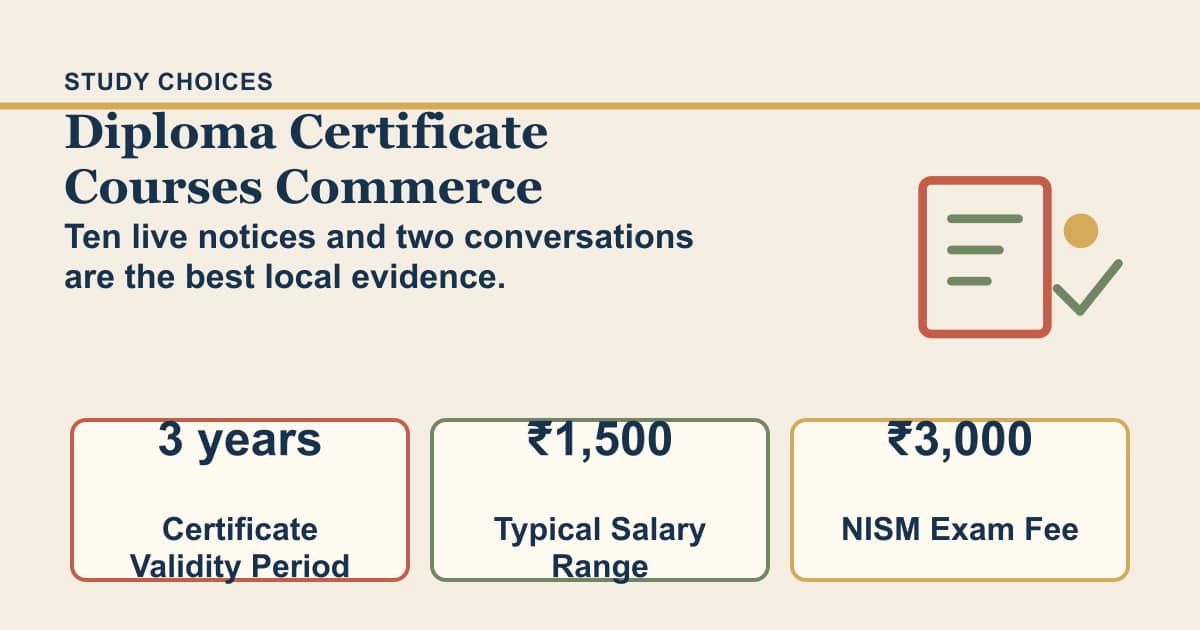 STUDY CHOICES
Diploma Certificate
Courses Commerce
Ten live notices and two conversations
are the best local evidence.
3 years
Certificate
Validity Period
₹1,500
Typical Salary
Range
₹3,000
NISM Exam Fee